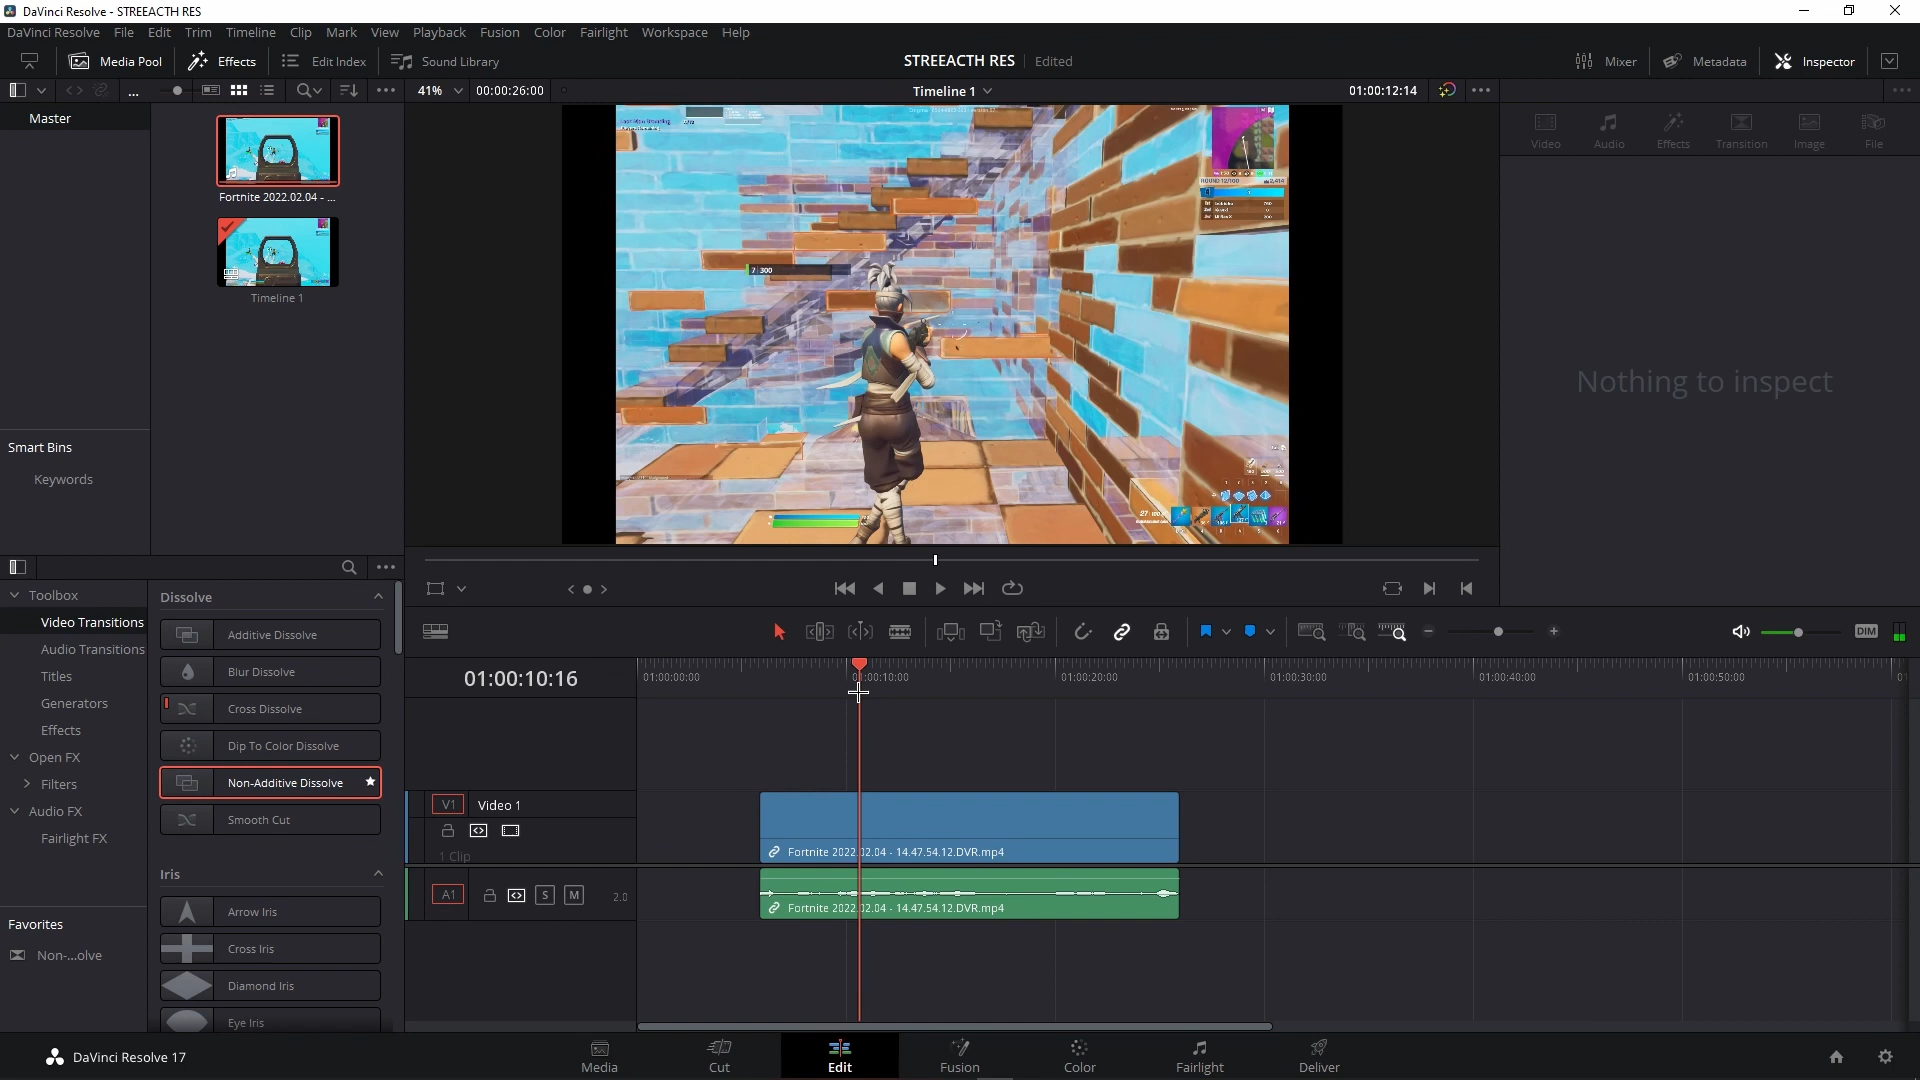 DaVinci Resolve - STREEACTH RES
DaVinci Resolve File Edit Trim Timeline Clip Mark View Playback Fusion Color Fairlight Workspace Help
Media Pool Effects Edit Index Sound Library STREEACTH RES Edited Mixer Metadata Inspector
... 41% 00:00:26:00 Timeline 1 01:00:12:14
Master
Video Audio Effects Transition Image File
Fortnite 2022.02.04 - ...
Timeline 1
7 | 300
Nothing to inspect
Smart Bins
Keywords
Toolbox
Video Transitions
Audio Transitions
Titles
Generators
Effects
Open FX
Filters
Audio FX
Fairlight FX
Favorites
Non-...olve
Dissolve
Additive Dissolve
Blur Dissolve
Cross Dissolve
Dip To Color Dissolve
Non-Additive Dissolve
Smooth Cut
Iris
Arrow Iris
Cross Iris
Diamond Iris
Eye Iris
DIM
01:00:10:16
01:00:00:00 01:00:10:00 01:00:20:00 01:00:30:00 01:00:40:00 01:00:50:00
V1 Video 1
1 Clip
Fortnite 2022.02.04 - 14.47.54.12.DVR.mp4
A1 S M 2.0
Fortnite 2022.02.04 - 14.47.54.12.DVR.mp4
DaVinci Resolve 17
Media Cut Edit Fusion Color Fairlight Deliver